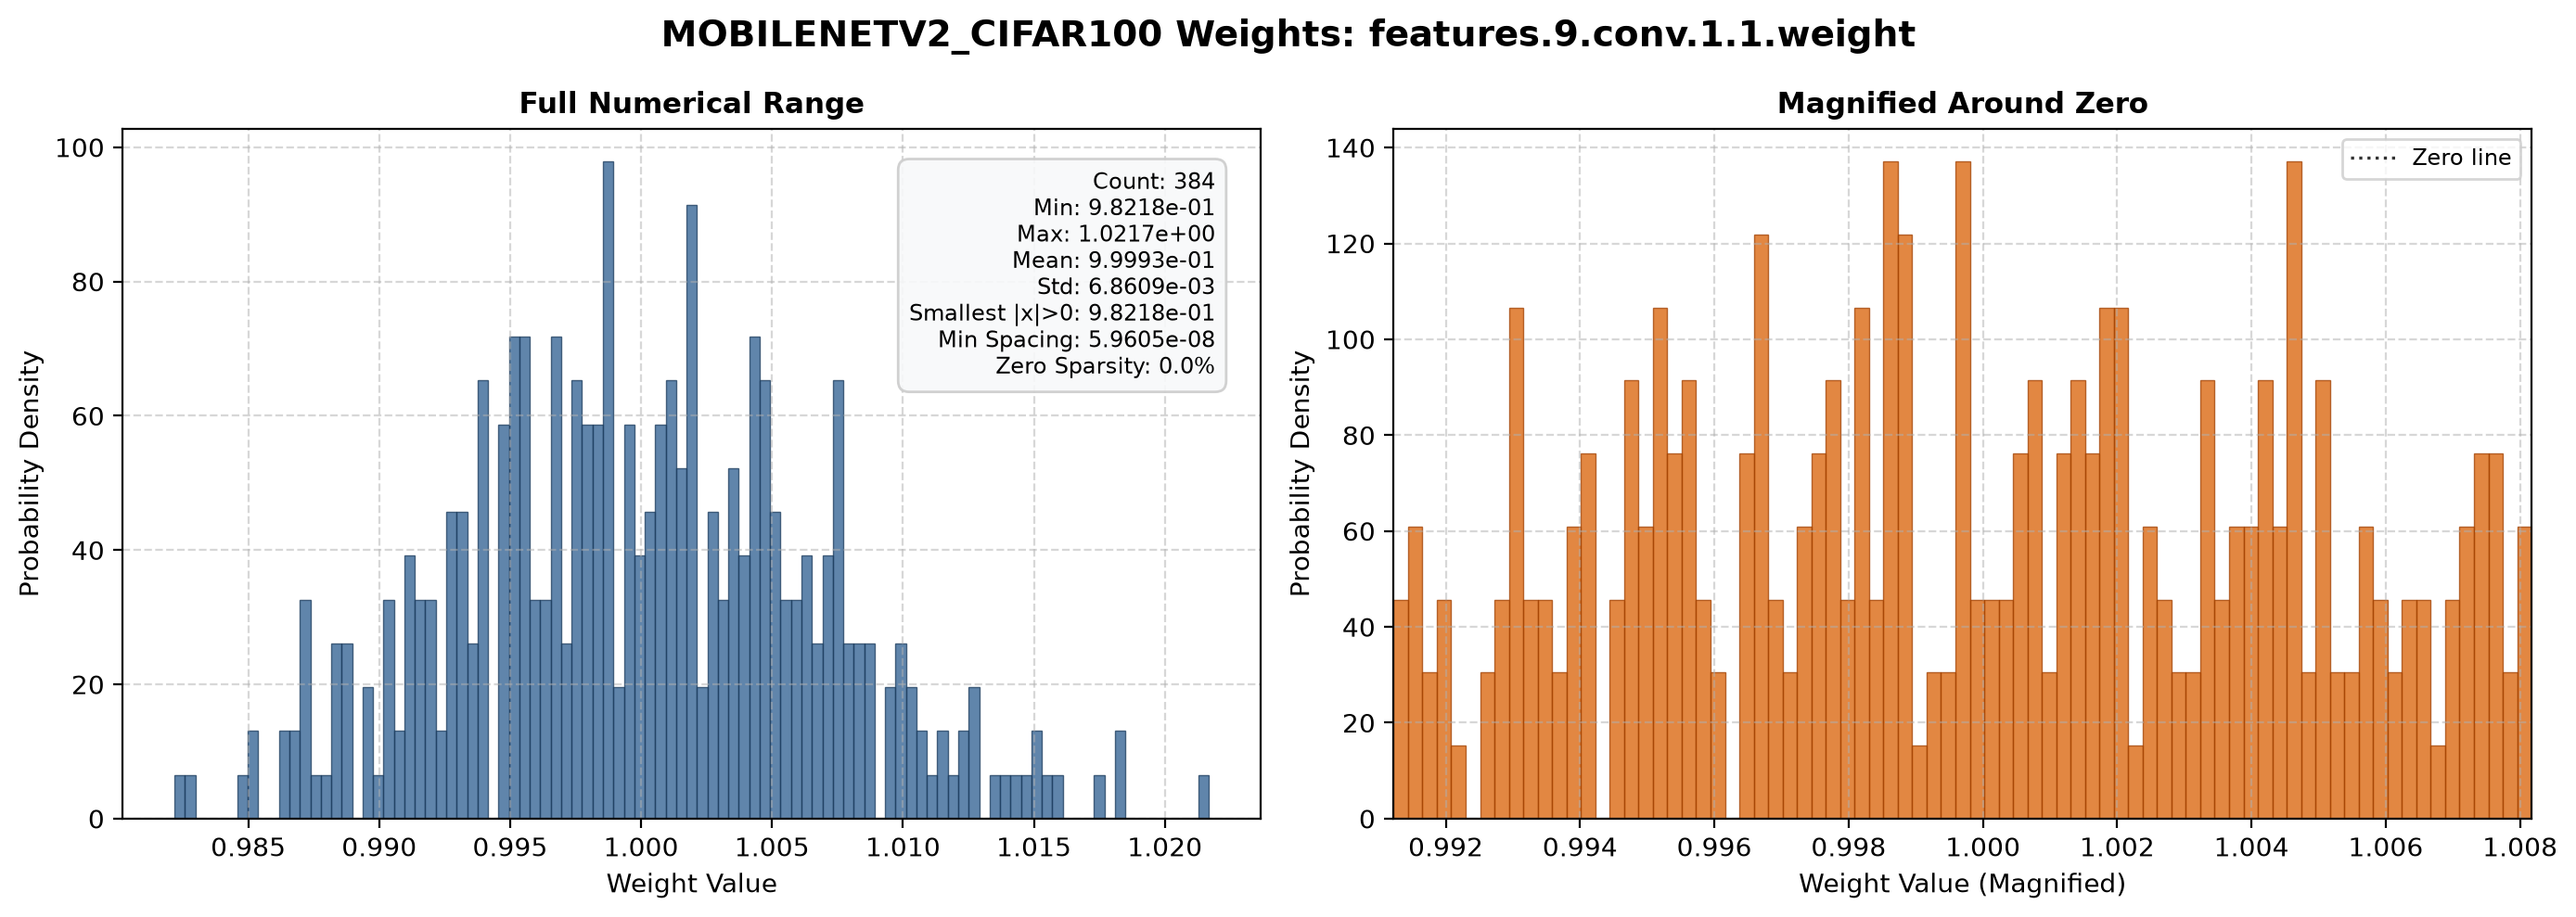 MOBILENETV2_CIFAR100 Weights: features.9.conv.1.1.weight
Full Numerical Range
Probability Density
100
80
60
40
20
0
Count: 384
Min: 9.8218e-01
Max: 1.0217e+00
Mean: 9.9993e-01
Std: 6.8609e-03
Smallest |x|>0: 9.8218e-01
Min Spacing: 5.9605e-08
Zero Sparsity: 0.0%
0.985 0.990 0.995 1.000 1.005 1.010 1.015 1.020
Weight Value
Magnified Around Zero
Probability Density
140
120
100
80
60
40
20
0
Zero line
0.992 0.994 0.996 0.998 1.000 1.002 1.004 1.006 1.008
Weight Value (Magnified)